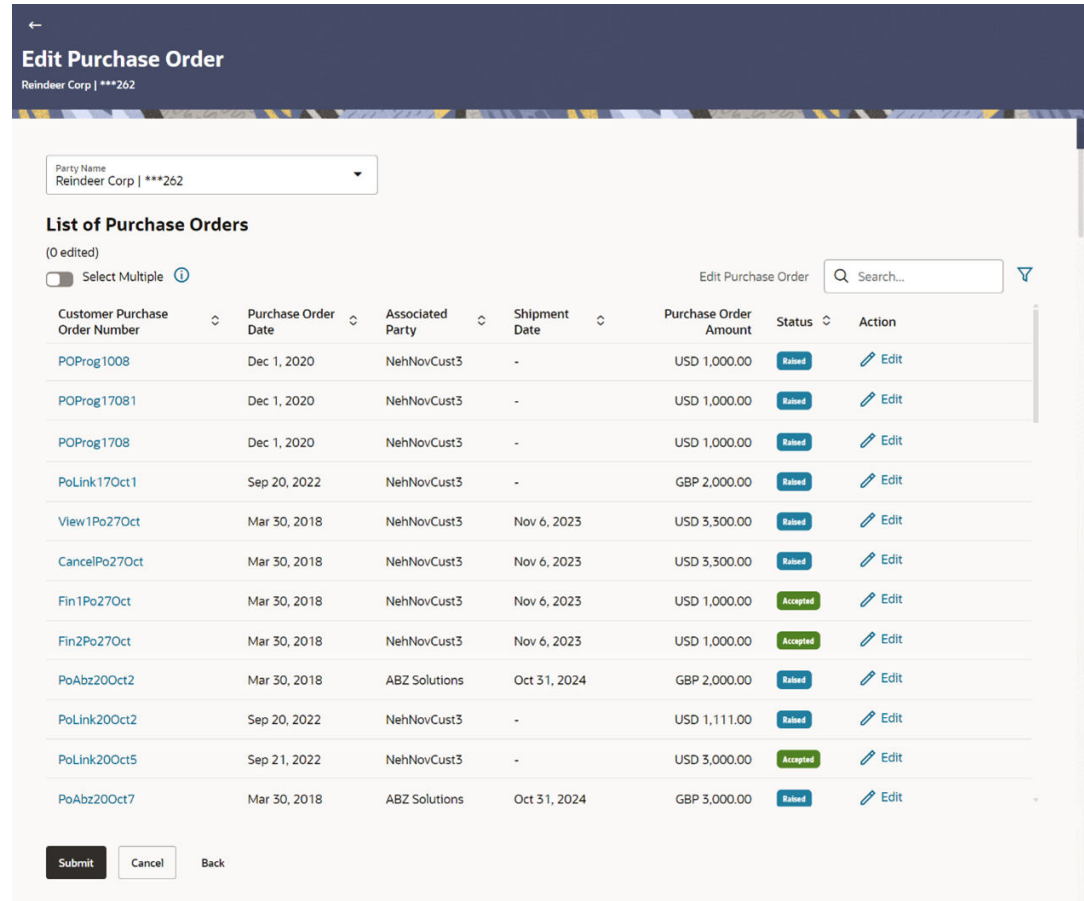 ←
Edit Purchase Order
Reindeer Corp | ***262
Party Name
Reindeer Corp | ***262
List of Purchase Orders
(0 edited)
Select Multiple
Edit Purchase Order Search...
Customer Purchase Order Number Purchase Order Date Associated Party Shipment Date Purchase Order Amount Status Action
POProg1008 Dec 1, 2020 NehNovCust3 - USD 1,000.00 Raised Edit
POProg17081 Dec 1, 2020 NehNovCust3 - USD 1,000.00 Raised Edit
POProg1708 Dec 1, 2020 NehNovCust3 - USD 1,000.00 Raised Edit
PoLink17Oct1 Sep 20, 2022 NehNovCust3 - GBP 2,000.00 Raised Edit
View1Po27Oct Mar 30, 2018 NehNovCust3 Nov 6, 2023 USD 3,300.00 Raised Edit
CancelPo27Oct Mar 30, 2018 NehNovCust3 Nov 6, 2023 USD 3,300.00 Raised Edit
Fin1Po27Oct Mar 30, 2018 NehNovCust3 Nov 6, 2023 USD 1,000.00 Accepted Edit
Fin2Po27Oct Mar 30, 2018 NehNovCust3 Nov 6, 2023 USD 1,000.00 Accepted Edit
PoAbz20Oct2 Mar 30, 2018 ABZ Solutions Oct 31, 2024 GBP 2,000.00 Raised Edit
PoLink20Oct2 Sep 20, 2022 NehNovCust3 - USD 1,111.00 Raised Edit
PoLink20Oct5 Sep 21, 2022 NehNovCust3 - USD 3,000.00 Accepted Edit
PoAbz20Oct7 Mar 30, 2018 ABZ Solutions Oct 31, 2024 GBP 3,000.00 Raised Edit
Submit Cancel Back